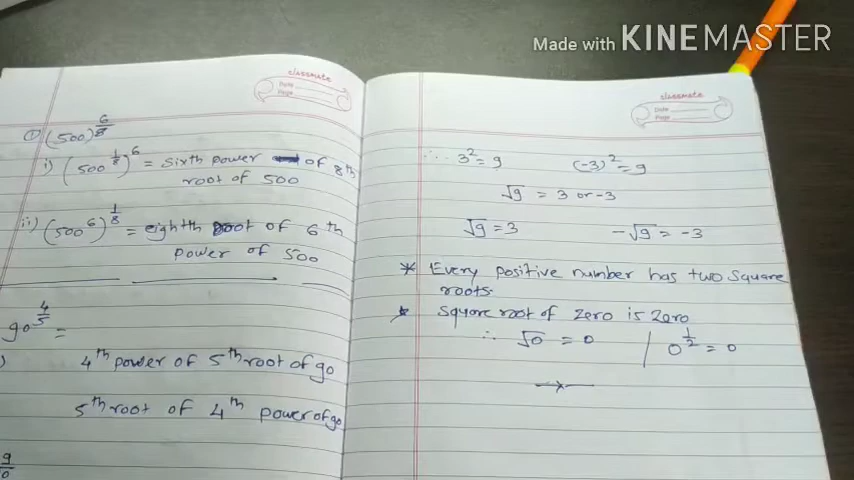 Made with KINEMASTER
classmate
Date
Page
① (500)^(6/8)
i) (500^(1/8))^6 = sixth power of 8th
root of 500
ii) (500^6)^(1/8) = eighth root of 6th
power of 500
90^(4/5) =
)
4th power of 5th root of 90
5th root of 4th power of 90
classmate
Date
Page
∴ 3² = 9 (-3)² = 9
√9 = 3 or -3
√9 = 3 -√9 = -3
* Every positive number has two square
roots.
* Square root of zero is zero
∴ √0 = 0 | 0^(1/2) = 0